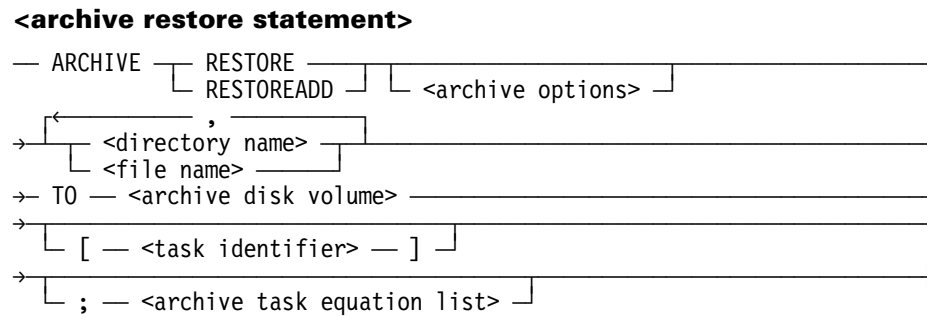 <archive restore statement>
ARCHIVE RESTORE
RESTOREADD <archive options>
,
<directory name>
<file name>
TO <archive disk volume>
[ <task identifier> ]
; <archive task equation list>